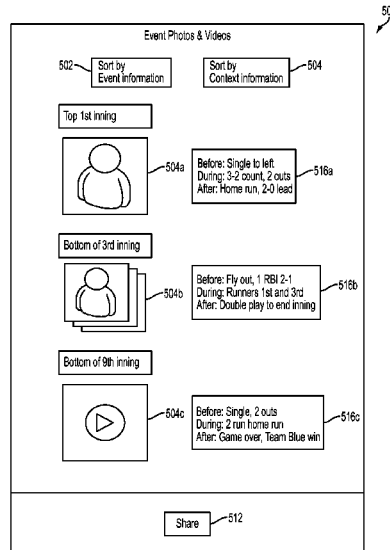 50
Event Photos & Videos
502
Sort by
Event information
Sort by
Context information
504
Top 1st inning
504a
Before: Single to left
During: 3-2 count, 2 outs
After: Home run, 2-0 lead
516a
Bottom of 3rd inning
504b
Before: Fly out, 1 RBI 2-1
During: Runners 1st and 3rd
After: Double play to end inning
516b
Bottom of 9th inning
504c
Before: Single, 2 outs
During: 2 run home run
After: Game over, Team Blue win
516c
Share
512